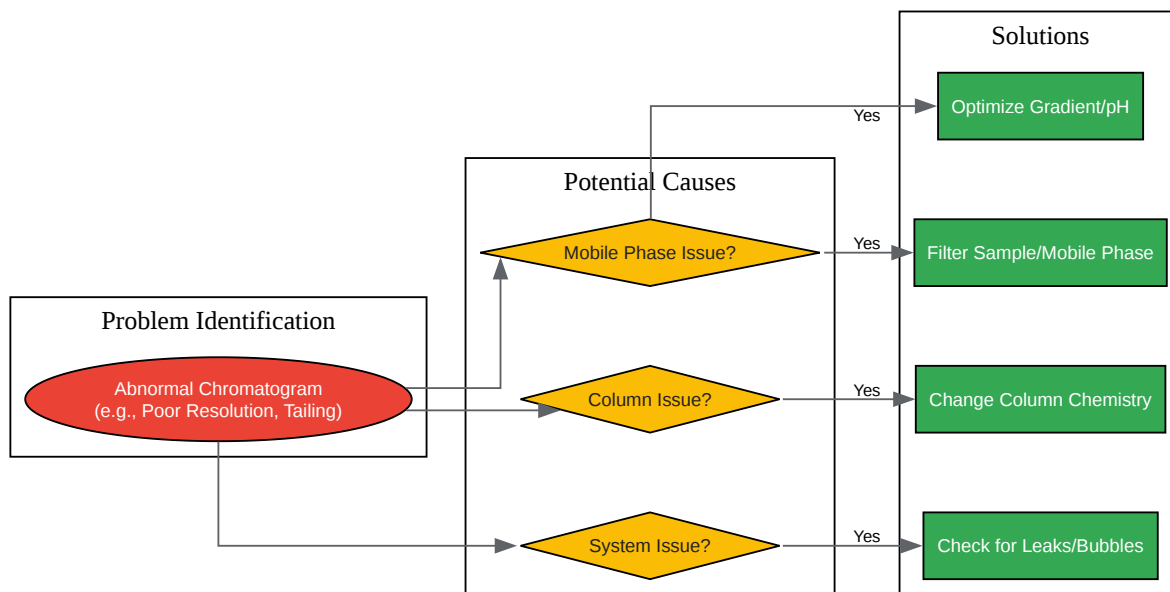 Problem Identification
Abnormal Chromatogram
(e.g., Poor Resolution, Tailing)
Potential Causes
Mobile Phase Issue?
Column Issue?
System Issue?
Yes
Yes
Yes
Yes
Solutions
Optimize Gradient/pH
Filter Sample/Mobile Phase
Change Column Chemistry
Check for Leaks/Bubbles